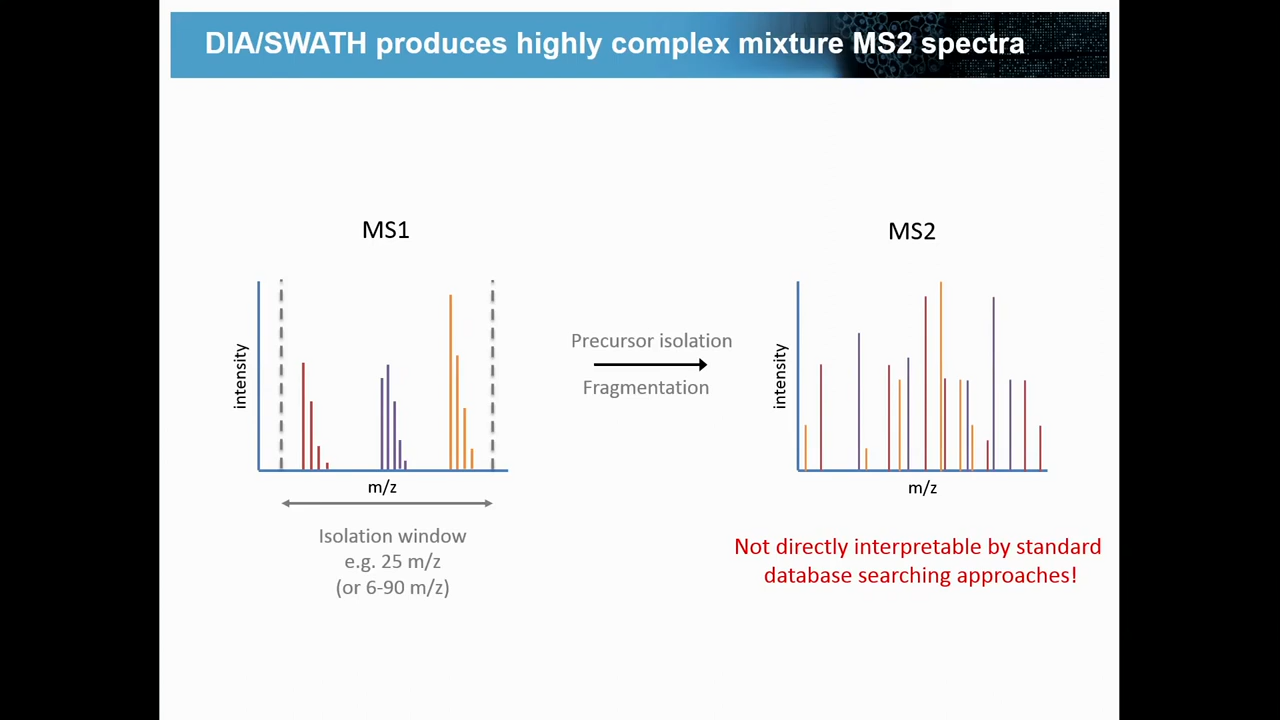 DIA/SWATH produces highly complex mixture MS2 spectra
MS1
MS2
intensity
Precursor isolation
Fragmentation
intensity
m/z
m/z
Isolation window
e.g. 25 m/z
(or 6-90 m/z)
Not directly interpretable by standard
database searching approaches!